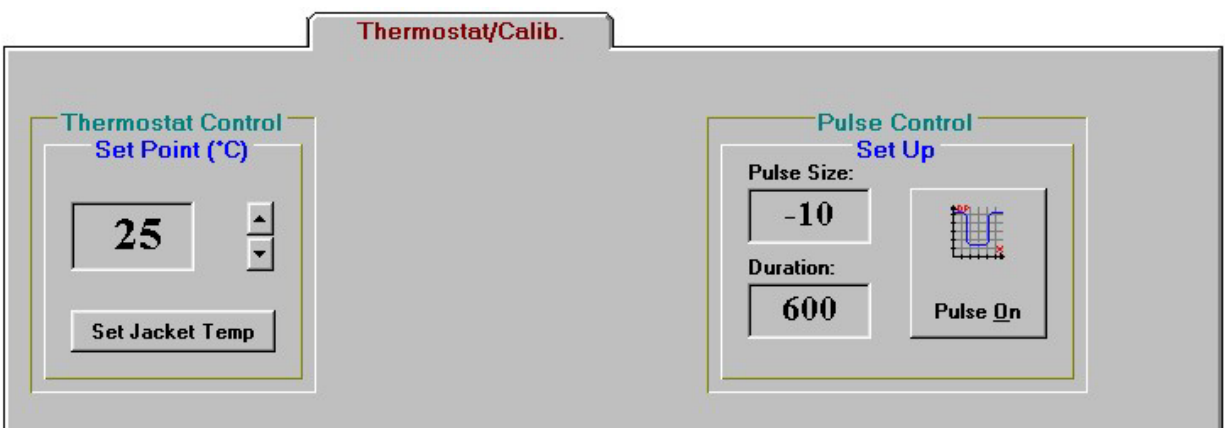 Thermostat/Calib.
Thermostat Control
Set Point (°C)
25
Set Jacket Temp
Pulse Control
Set Up
Pulse Size:
-10
Duration:
600
DP
Pulse On